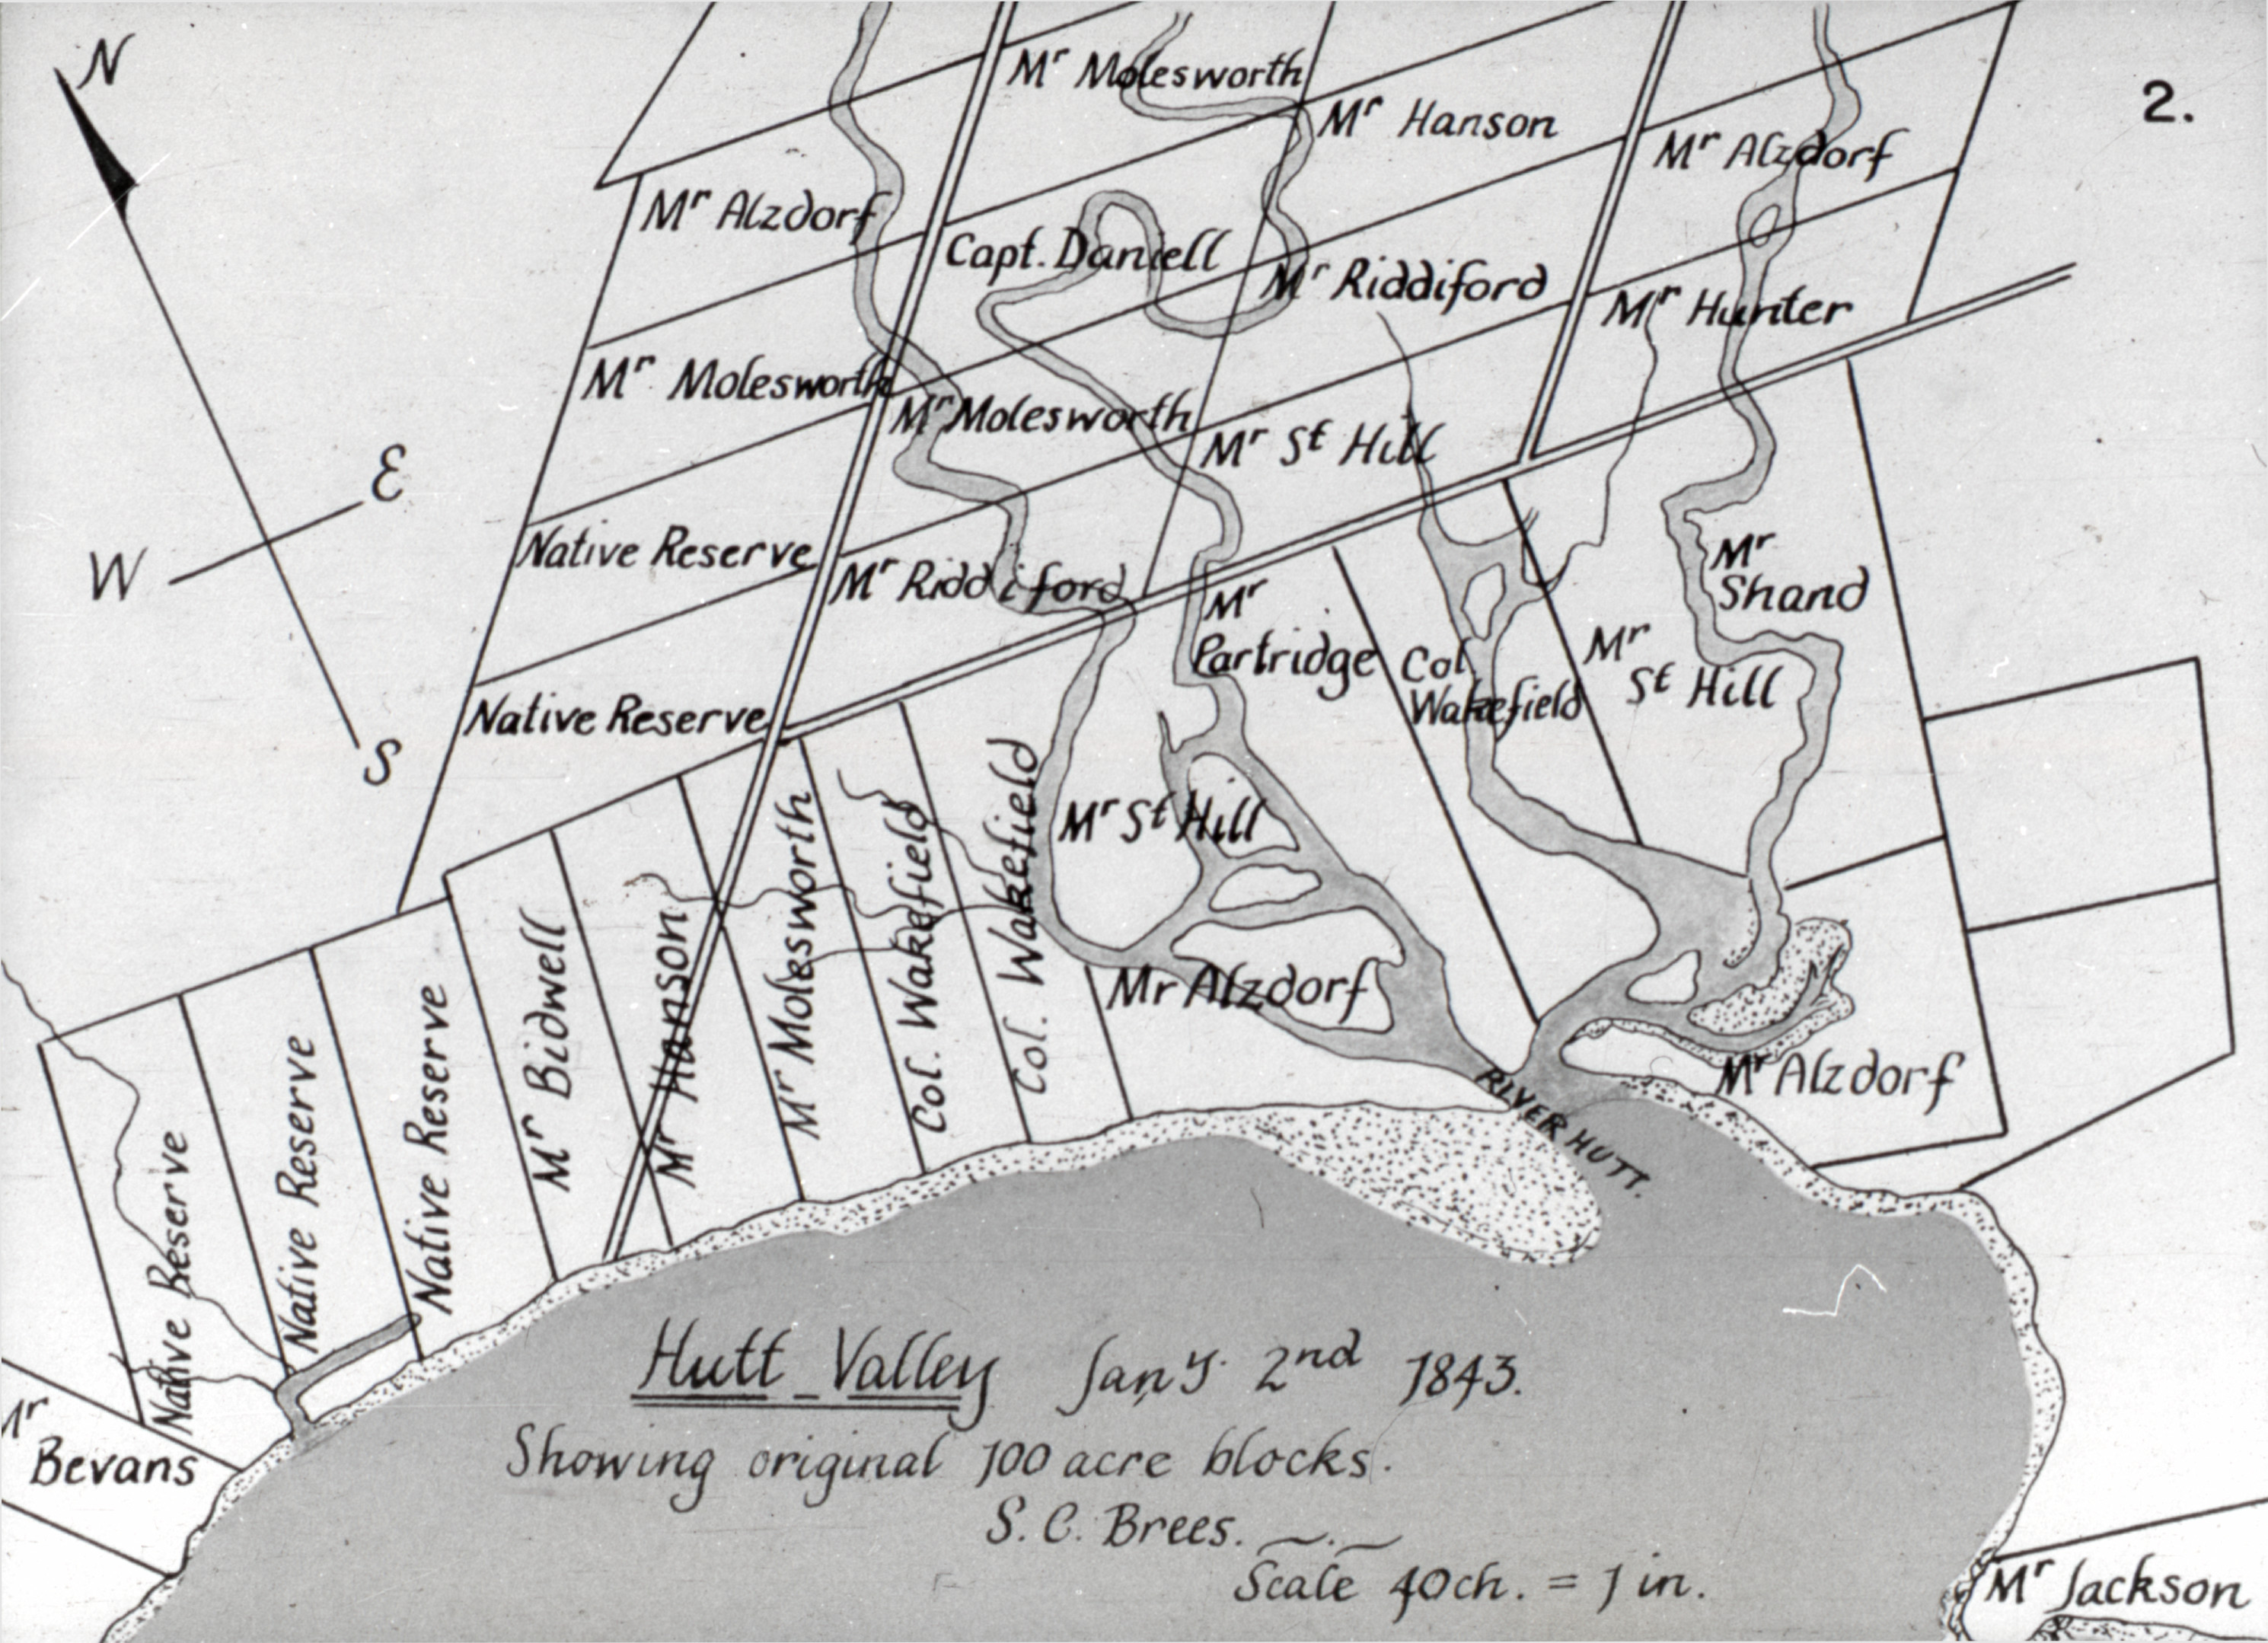 N
2.
Mr Molesworth
Mr Hanson
Mr Alzdorf
Mr Alzdorf
Capt. Daniell
Mr Riddiford
Mr Hunter
Mr Molesworth
Mr Molesworth
Mr St Hill
E
W
S
Native Reserve
Mr Riddiford
Mr
Partridge
Col
Wakefield
Mr
St Hill
Mr
Shand
Native Reserve
Mr St Hill
Mr Alzdorf
Mr Alzdorf
RIVER HUTT.
Native Reserve
Native Reserve
Native Reserve
Mr Bidwell
Mr Hanson
Mr Molesworth
Col. Wakefield
Col. Wakefield
Mr
Bevans
Hutt - Valley Jany. 2nd 1843.
Showing original 100 acre blocks.
S. C. Brees.
Scale 40ch. = 1 in.
Mr Jackson